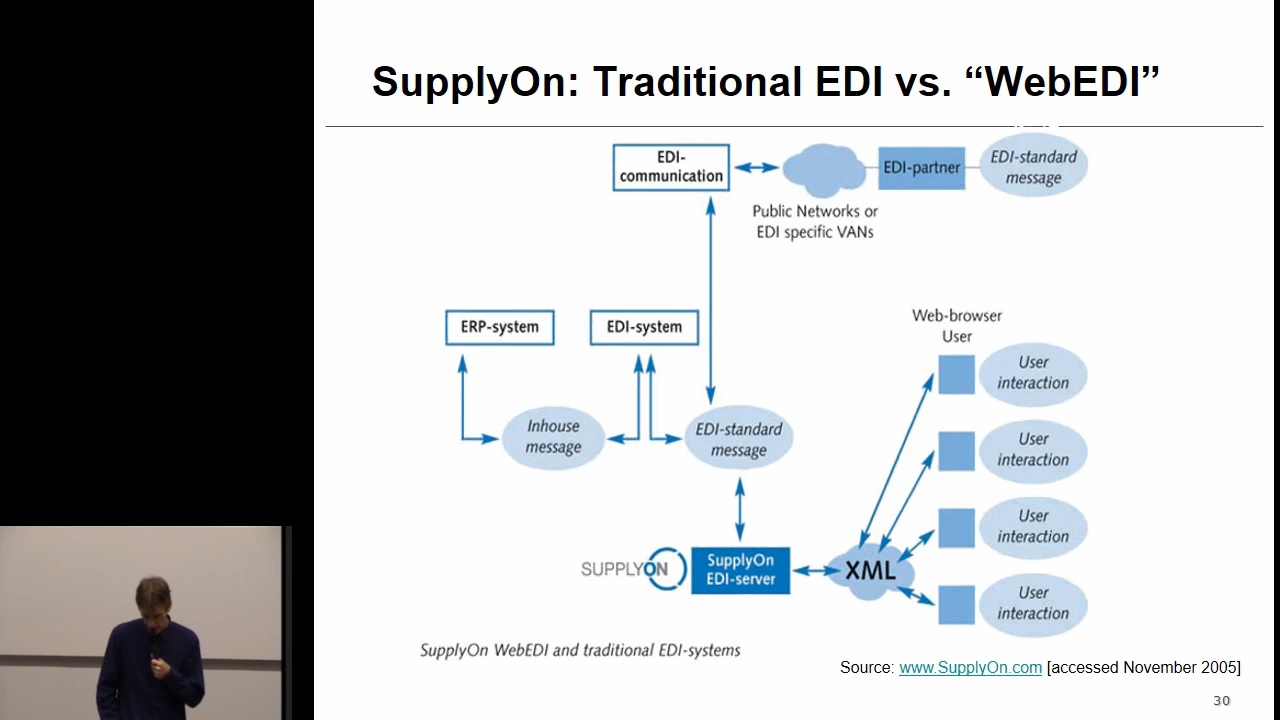 SupplyOn: Traditional EDI vs. “WebEDI”
EDI-
communication
EDI-partner
EDI-standard
message
Public Networks or
EDI specific VANs
ERP-system
EDI-system
Web-browser
User
User
interaction
Inhouse
message
EDI-standard
message
User
interaction
User
interaction
SUPPLYON
SupplyOn
EDI-server
XML
User
interaction
SupplyOn WebEDI and traditional EDI-systems
Source: www.SupplyOn.com [accessed November 2005]
30